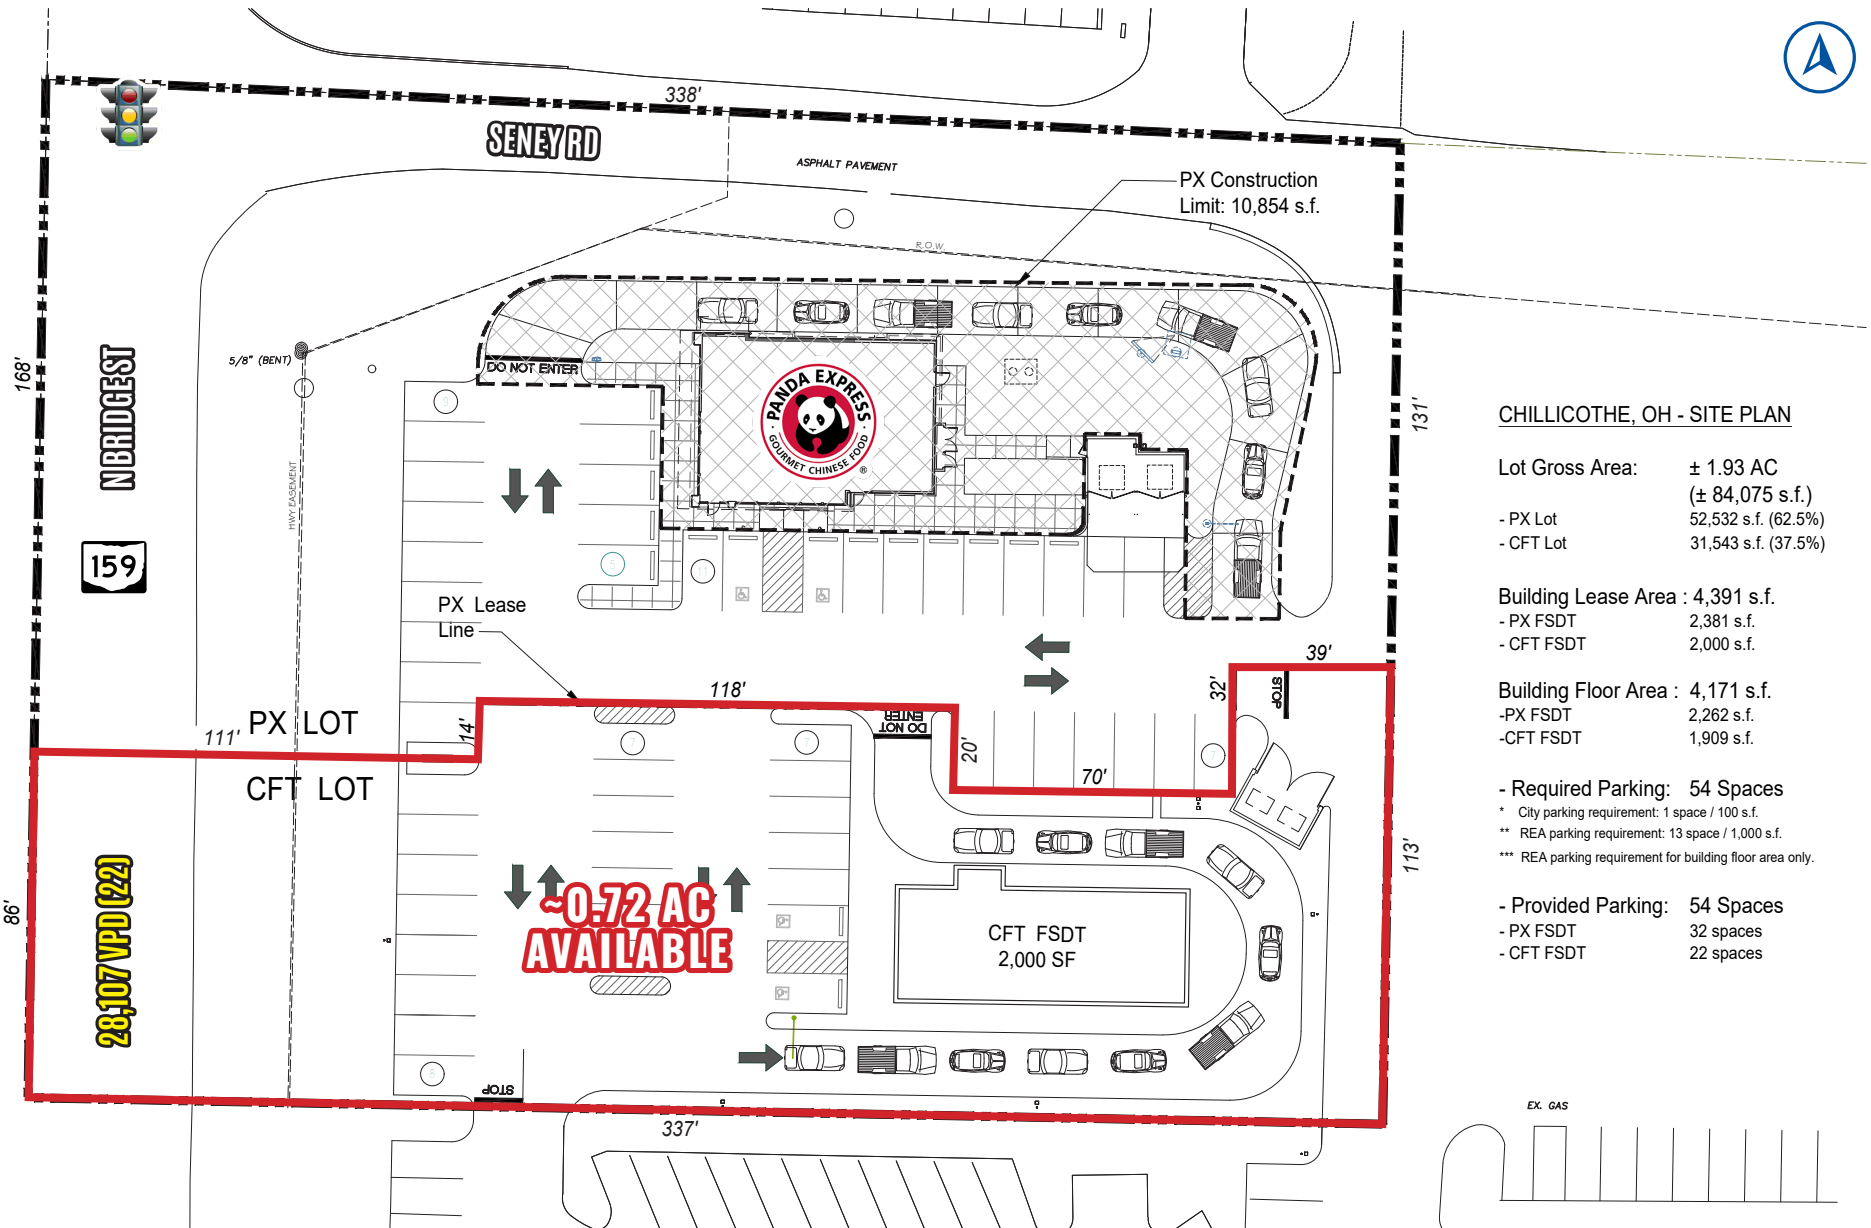 338'
SENEY RD
ASPHALT PAVEMENT
PX Construction
Limit: 10,854 s.f.
R.O.W.
168'
N BRIDGE ST
159
5/8" (BENT)
HWY EASEMENT
DO NOT ENTER
PANDA EXPRESS
GOURMET CHINESE FOOD
®
131'
5
11
PX Lease
Line
118'
39'
32'
STOP
14'
PX LOT
111'
CFT LOT
DO NOT
ENTER
20'
70'
7
7
7
113'
86'
28,107 VPD (22)
~0.72 AC
AVAILABLE
CFT FSDT
2,000 SF
8
STOP
337'
CHILLICOTHE, OH - SITE PLAN
Lot Gross Area: ± 1.93 AC
(± 84,075 s.f.)
- PX Lot 52,532 s.f. (62.5%)
- CFT Lot 31,543 s.f. (37.5%)
Building Lease Area : 4,391 s.f.
- PX FSDT 2,381 s.f.
- CFT FSDT 2,000 s.f.
Building Floor Area : 4,171 s.f.
-PX FSDT 2,262 s.f.
-CFT FSDT 1,909 s.f.
- Required Parking: 54 Spaces
* City parking requirement: 1 space / 100 s.f.
** REA parking requirement: 13 space / 1,000 s.f.
*** REA parking requirement for building floor area only.
- Provided Parking: 54 Spaces
- PX FSDT 32 spaces
- CFT FSDT 22 spaces
EX. GAS